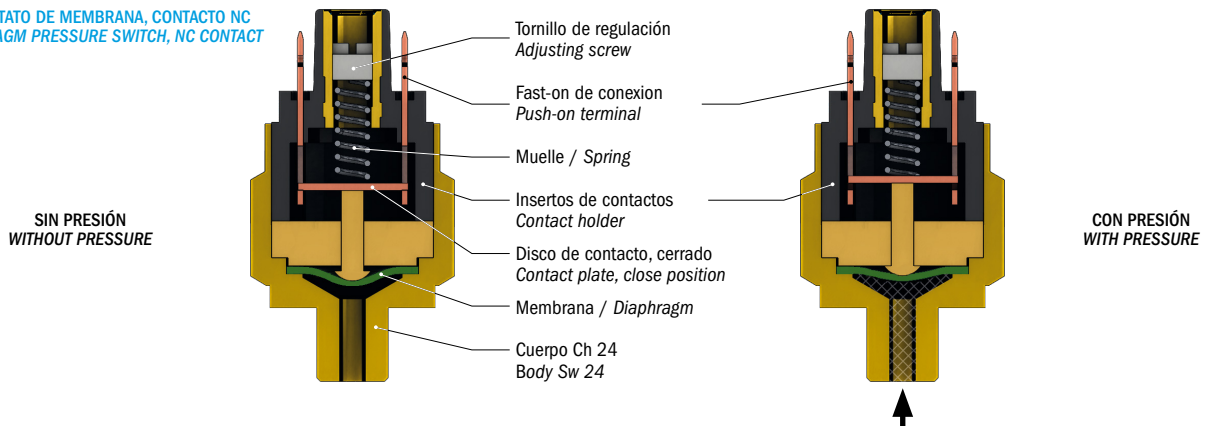 TATO DE MEMBRANA, CONTACTO NC
AGM PRESSURE SWITCH, NC CONTACT
Tornillo de regulación
Adjusting screw
Fast-on de conexion
Push-on terminal
Muelle / Spring
Insertos de contactos
Contact holder
Disco de contacto, cerrado
Contact plate, close position
Membrana / Diaphragm
Cuerpo Ch 24
Body Sw 24
SIN PRESIÓN
WITHOUT PRESSURE
CON PRESIÓN
WITH PRESSURE